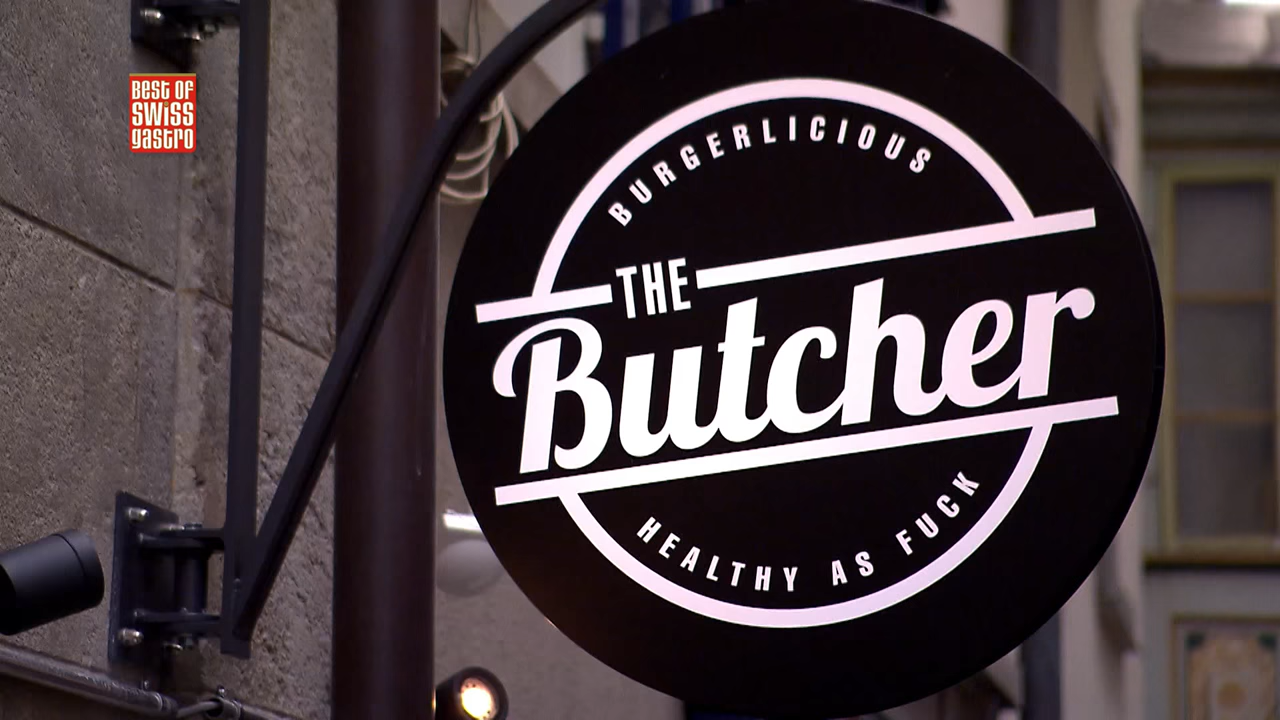 BEST OF
SWISS
gastro
BURGERLICIOUS
THE
Butcher
HEALTHY AS FUCK